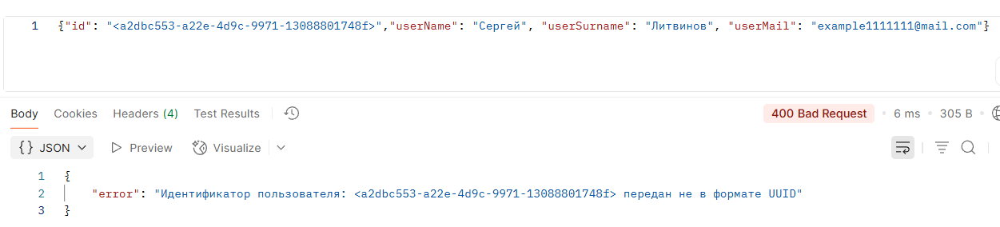 1 {"id": "<a2dbc553-a22e-4d9c-9971-13088801748f>","userName": "Сергей", "userSurname": "Литвинов", "userMail": "example1111111@mail.com"}
Body Cookies Headers (4) Test Results 400 Bad Request • 6 ms • 305 B •
{} JSON Preview Visualize
1 {
2 "error": "Идентификатор пользователя: <a2dbc553-a22e-4d9c-9971-13088801748f> передан не в формате UUID"
3 }